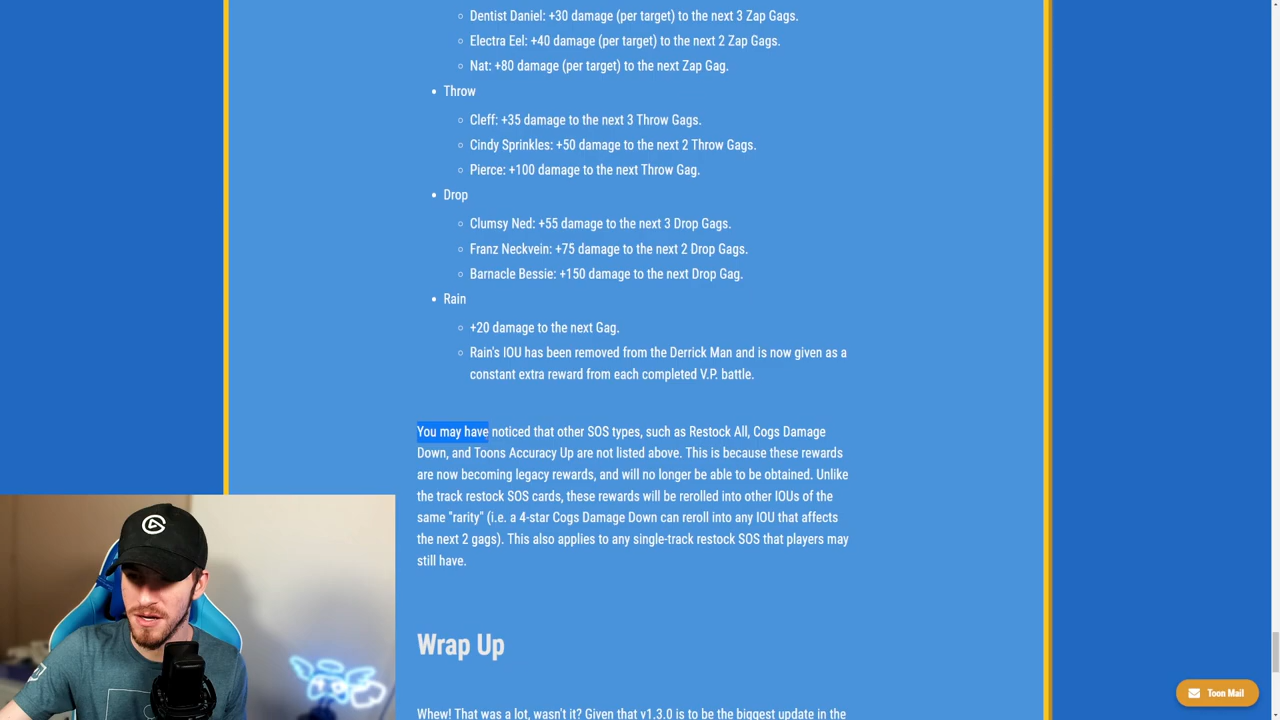 Dentist Daniel: +30 damage (per target) to the next 3 Zap Gags.
Electra Eel: +40 damage (per target) to the next 2 Zap Gags.
Nat: +80 damage (per target) to the next Zap Gag.
Throw
Cleff: +35 damage to the next 3 Throw Gags.
Cindy Sprinkles: +50 damage to the next 2 Throw Gags.
Pierce: +100 damage to the next Throw Gag.
Drop
Clumsy Ned: +55 damage to the next 3 Drop Gags.
Franz Neckvein: +75 damage to the next 2 Drop Gags.
Barnacle Bessie: +150 damage to the next Drop Gag.
Rain
+20 damage to the next Gag.
Rain's IOU has been removed from the Derrick Man and is now given as a
constant extra reward from each completed V.P. battle.
You may have noticed that other SOS types, such as Restock All, Cogs Damage
Down, and Toons Accuracy Up are not listed above. This is because these rewards
are now becoming legacy rewards, and will no longer be able to be obtained. Unlike
the track restock SOS cards, these rewards will be rerolled into other IOUs of the
same "rarity" (i.e. a 4-star Cogs Damage Down can reroll into any IOU that affects
the next 2 gags). This also applies to any single-track restock SOS that players may
still have.
Wrap Up
Whew! That was a lot, wasn't it? Given that v1.3.0 is to be the biggest update in the
Toon Mail